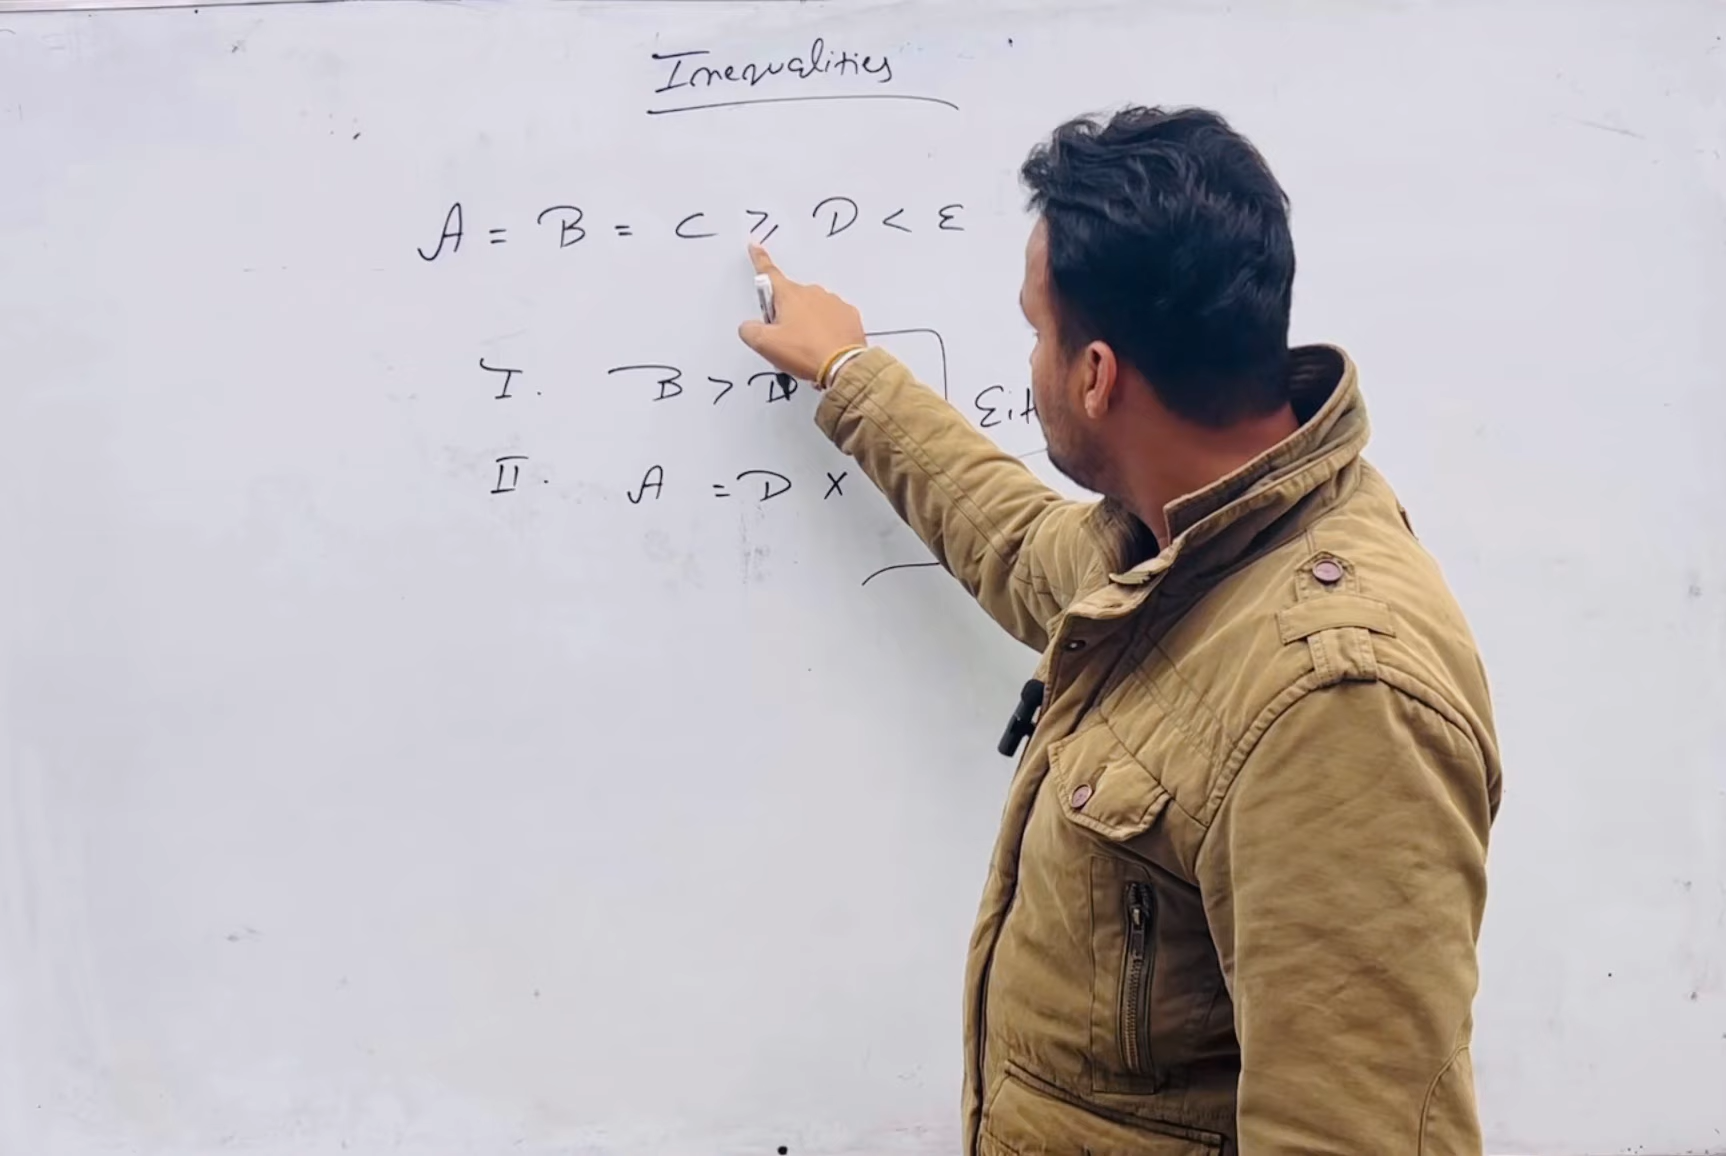 Inequalities
A = B = C ≥ D < E
I. B > D
II. A = D ×